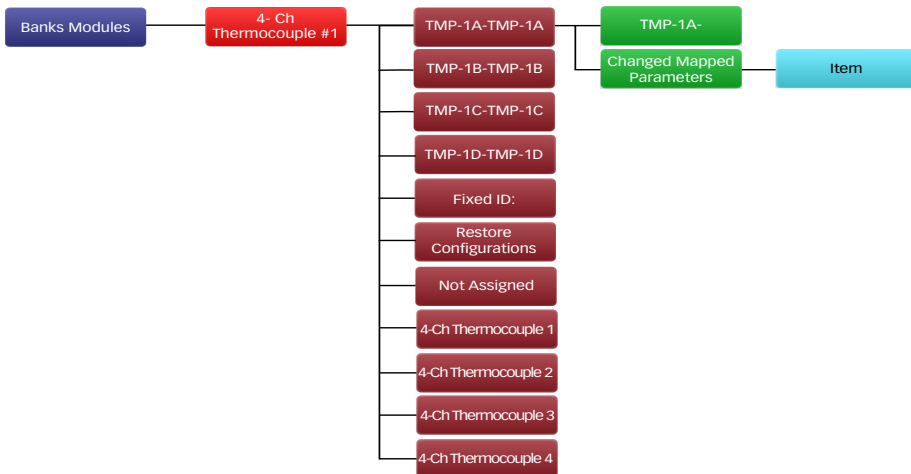 Banks Modules
4- Ch
Thermocouple #1
TMP-1A-TMP-1A
TMP-1A-
Changed Mapped
Parameters
Item
TMP-1B-TMP-1B
TMP-1C-TMP-1C
TMP-1D-TMP-1D
Fixed ID:
Restore
Configurations
Not Assigned
4-Ch Thermocouple 1
4-Ch Thermocouple 2
4-Ch Thermocouple 3
4-Ch Thermocouple 4